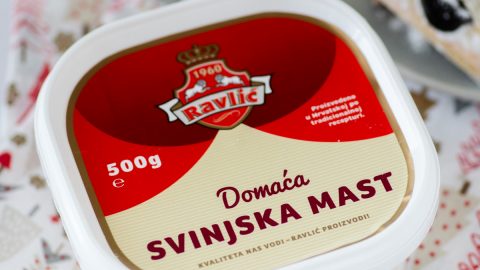 1960
Ravlić
Proizvedeno
u Hrvatskoj po
tradicionalnoj
recepturi.
500g
℮
Domaća
SVINJSKA MAST
KVALITETA NAS VODI – RAVLIĆ PROIZVODI!